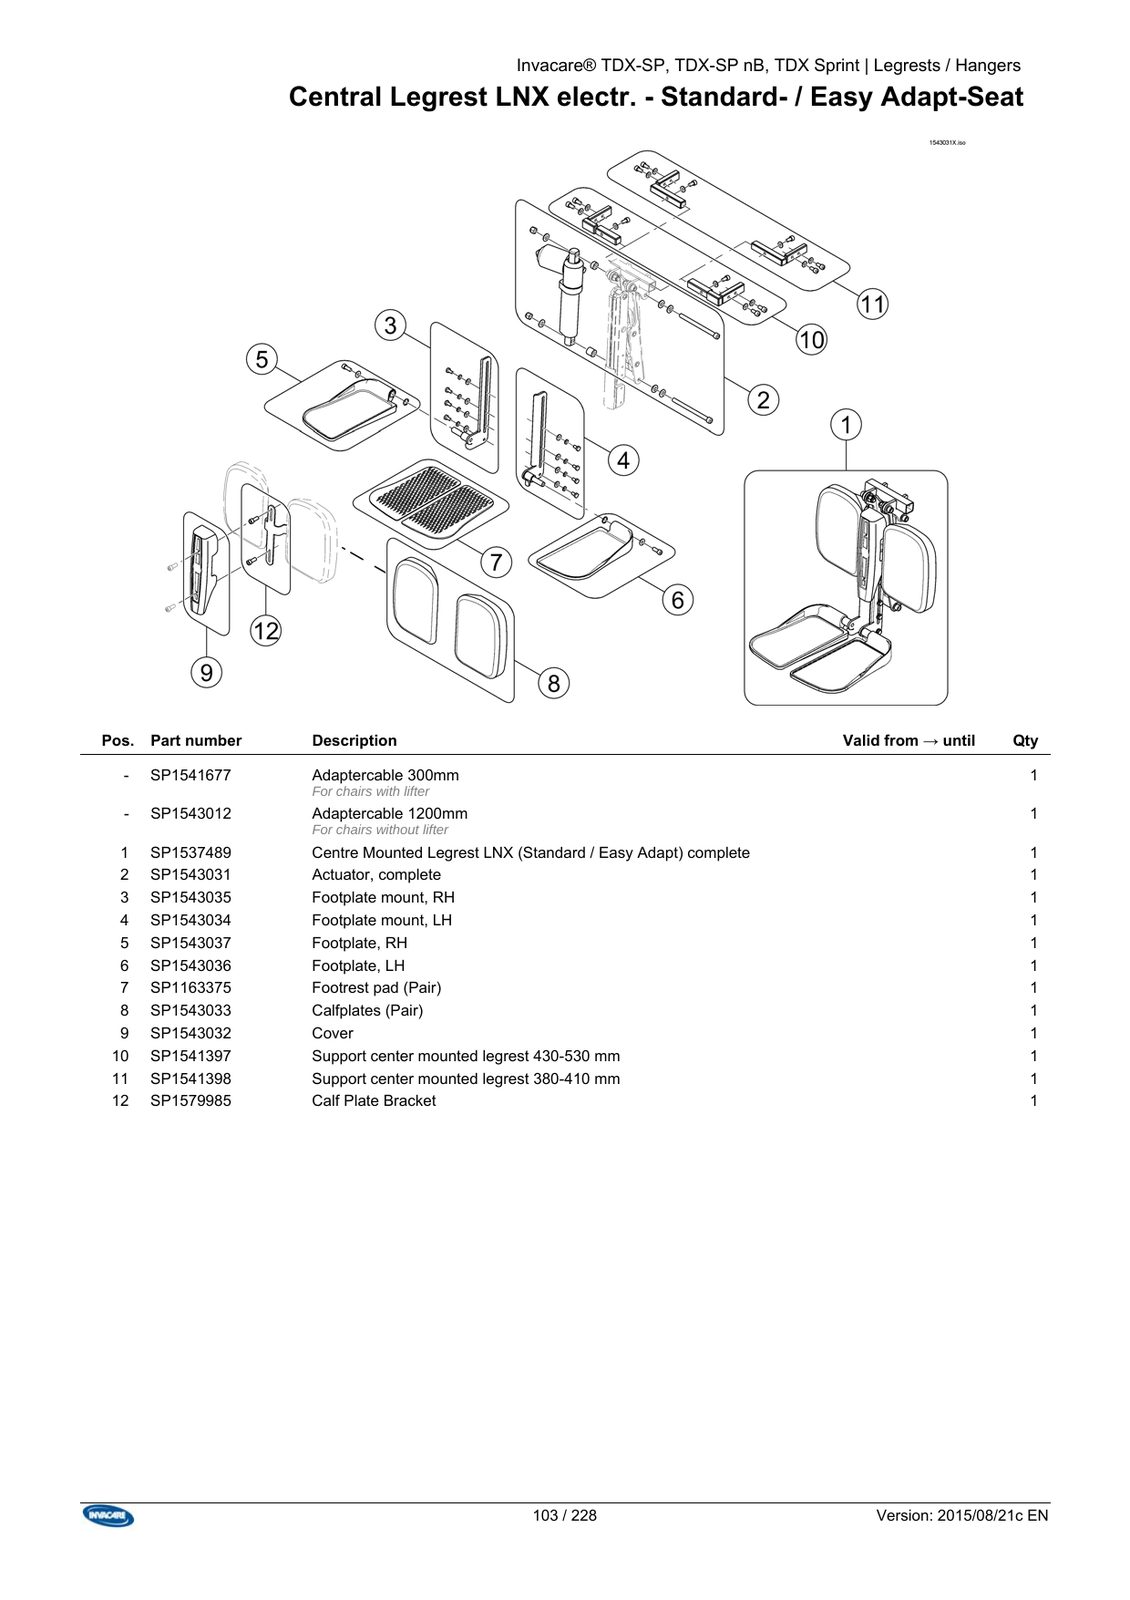 Invacare® TDX-SP, TDX-SP nB, TDX Sprint | Legrests / Hangers
Central Legrest LNX electr. - Standard- / Easy Adapt-Seat
1543031X.iso
11
10
3
5
2
1
4
7
6
12
9
8
Pos. Part number Description Valid from → until Qty
- SP1541677 Adaptercable 300mm 1
For chairs with lifter
- SP1543012 Adaptercable 1200mm 1
For chairs without lifter
1 SP1537489 Centre Mounted Legrest LNX (Standard / Easy Adapt) complete 1
2 SP1543031 Actuator, complete 1
3 SP1543035 Footplate mount, RH 1
4 SP1543034 Footplate mount, LH 1
5 SP1543037 Footplate, RH 1
6 SP1543036 Footplate, LH 1
7 SP1163375 Footrest pad (Pair) 1
8 SP1543033 Calfplates (Pair) 1
9 SP1543032 Cover 1
10 SP1541397 Support center mounted legrest 430-530 mm 1
11 SP1541398 Support center mounted legrest 380-410 mm 1
12 SP1579985 Calf Plate Bracket 1
INVACARE 103 / 228 Version: 2015/08/21c EN